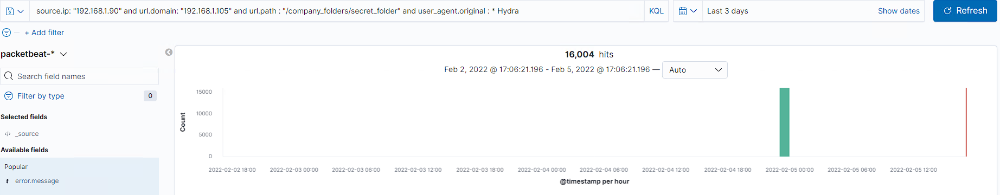 source.ip: "192.168.1.90" and url.domain: "192.168.1.105" and url.path : "/company_folders/secret_folder" and user_agent.original : * Hydra
KQL
Last 3 days
Show dates
Refresh
+ Add filter
packetbeat-*
Search field names
Filter by type
0
Selected fields
</> _source
Available fields
Popular
t error.message
16,004 hits
Feb 2, 2022 @ 17:06:21.196 - Feb 5, 2022 @ 17:06:21.196 — Auto
Count
15000
10000
5000
0
2022-02-02 18:00 2022-02-03 00:00 2022-02-03 06:00 2022-02-03 12:00 2022-02-03 18:00 2022-02-04 00:00 2022-02-04 06:00 2022-02-04 12:00 2022-02-04 18:00 2022-02-05 00:00 2022-02-05 06:00 2022-02-05 12:00
@timestamp per hour